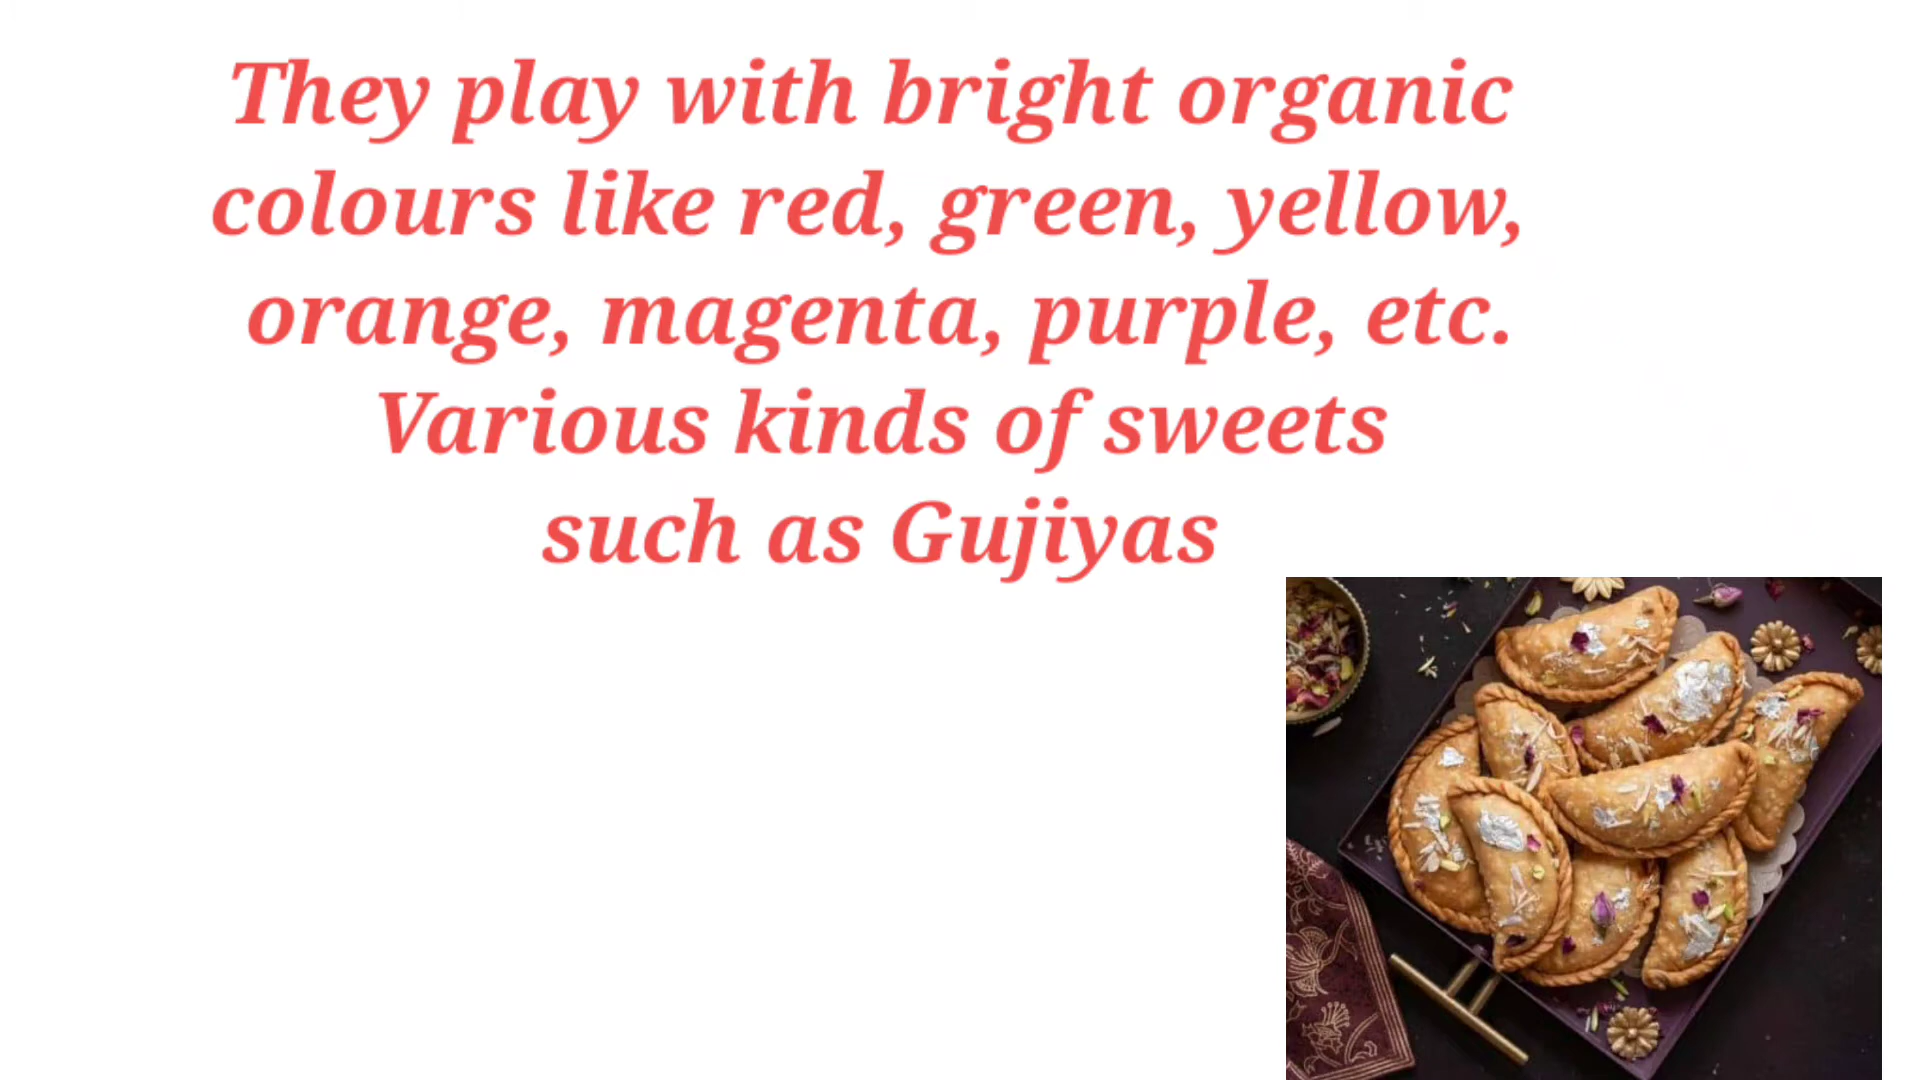 They play with bright organic
colours like red, green, yellow,
orange, magenta, purple, etc.
Various kinds of sweets
such as Gujiyas